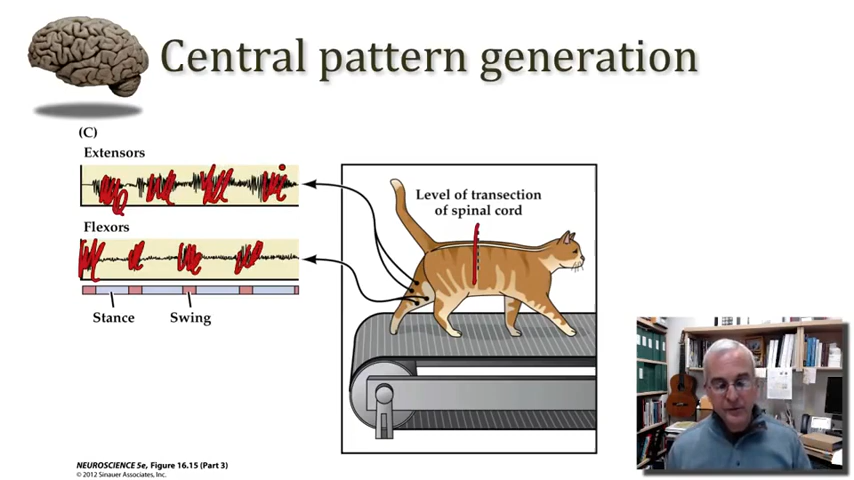 Central pattern generation
(C)
Extensors
Flexors
Stance
Swing
Level of transection
of spinal cord
NEUROSCIENCE 5e, Figure 16.15 (Part 3)
© 2012 Sinauer Associates, Inc.